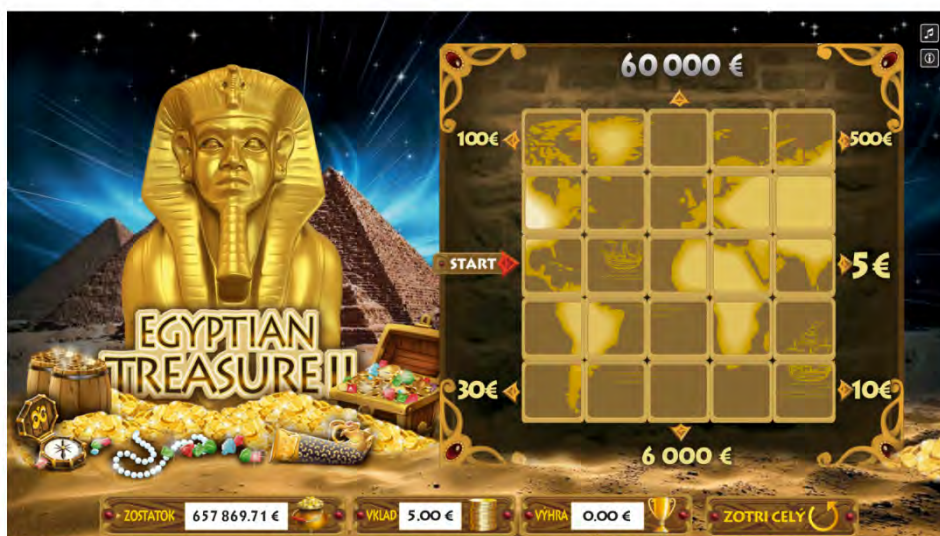 60 000 €
100€
500€
START
5€
EGYPTIAN
TREASURE II
30€
10€
6 000 €
ZOSTATOK 657 869.71 €
VKLAD 5.00 €
VÝHRA 0.00 €
ZOTRI CELÝ